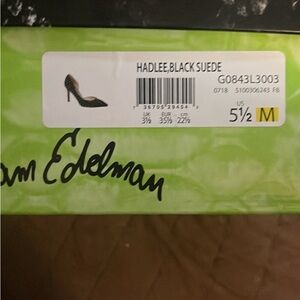 HADLEE,BLACK SUEDE
G0843L3003
0718 5100306243 FB
UK EUR cm
3½ 35½ 22½
US
5½ M
am Edelman